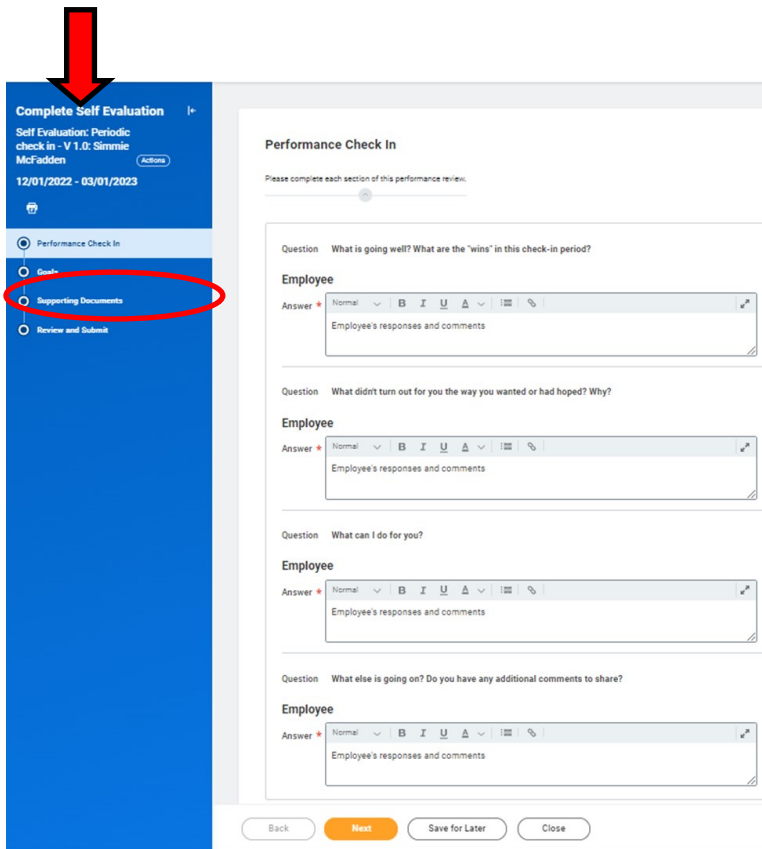 Complete Self Evaluation
Self Evaluation: Periodic
check in - V 1.0: Simmie
McFadden
Actions
12/01/2022 - 03/01/2023
Performance Check In
Goals
Supporting Documents
Review and Submit
Performance Check In
Please complete each section of this performance review.
Question What is going well? What are the "wins" in this check-in period?
Employee
Answer * Normal B I U A
Employee's responses and comments
Question What didn't turn out for you the way you wanted or had hoped? Why?
Employee
Answer * Normal B I U A
Employee's responses and comments
Question What can I do for you?
Employee
Answer * Normal B I U A
Employee's responses and comments
Question What else is going on? Do you have any additional comments to share?
Employee
Answer * Normal B I U A
Employee's responses and comments
Back Next Save for Later Close